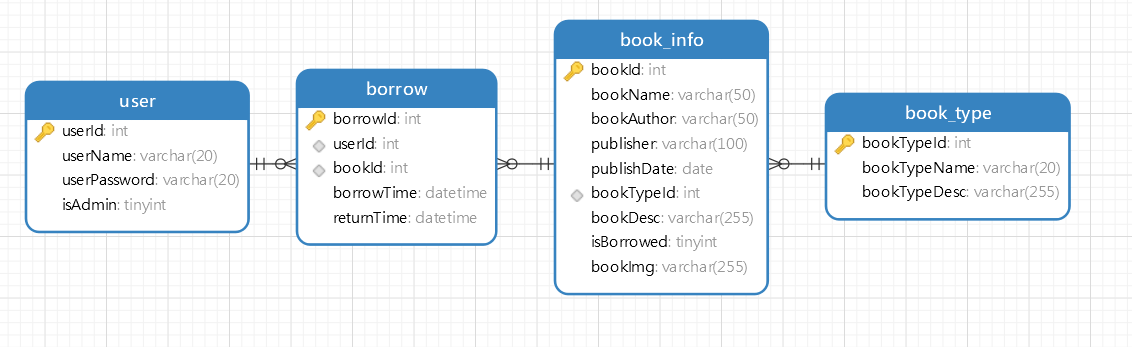 user
userId: int
userName: varchar(20)
userPassword: varchar(20)
isAdmin: tinyint
borrow
borrowId: int
userId: int
bookId: int
borrowTime: datetime
returnTime: datetime
book_info
bookId: int
bookName: varchar(50)
bookAuthor: varchar(50)
publisher: varchar(100)
publishDate: date
bookTypeId: int
bookDesc: varchar(255)
isBorrowed: tinyint
bookImg: varchar(255)
book_type
bookTypeId: int
bookTypeName: varchar(20)
bookTypeDesc: varchar(255)